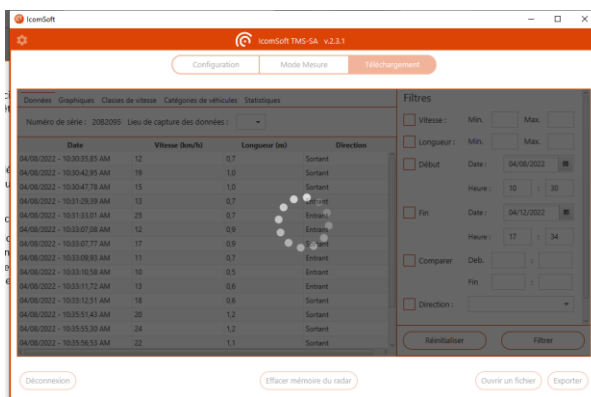 IcomSoft
IcomSoft TMS-SA v.2.3.1
Configuration Mode Mesure Téléchargement
Données Graphiques Classes de vitesse Catégories de véhicules Statistiques
Numéro de série : 20B2095 Lieu de capture des données :
Date Vitesse (km/h) Longueur (m) Direction
04/08/2022 - 10:30:35,85 AM 12 0,7 Sortant
04/08/2022 - 10:30:42,95 AM 19 1,0 Sortant
04/08/2022 - 10:30:47,78 AM 15 1,0 Sortant
04/08/2022 - 10:31:29,39 AM 13 0,7 Entrant
04/08/2022 - 10:31:33,01 AM 25 0,7 Entrant
04/08/2022 - 10:33:07,08 AM 12 0,9 Entrant
04/08/2022 - 10:33:07,77 AM 17 0,9 Sortant
04/08/2022 - 10:33:09,93 AM 11 0,7 Entrant
04/08/2022 - 10:33:10,58 AM 10 0,5 Entrant
04/08/2022 - 10:33:11,72 AM 13 0,6 Entrant
04/08/2022 - 10:33:12,51 AM 18 0,6 Sortant
04/08/2022 - 10:35:51,43 AM 20 1,2 Sortant
04/08/2022 - 10:35:55,30 AM 24 1,2 Sortant
04/08/2022 - 10:35:56,53 AM 22 1,1 Sortant
Filtres
Vitesse : Min. Max.
Longueur : Min. Max.
Début Date : 04/08/2022
Heure : 10 : 30
Fin Date : 04/12/2022
Heure : 17 : 34
Comparer Deb. :
Fin :
Direction :
Réinitialiser Filtrer
Déconnexion Effacer mémoire du radar Ouvrir un fichier Exporter